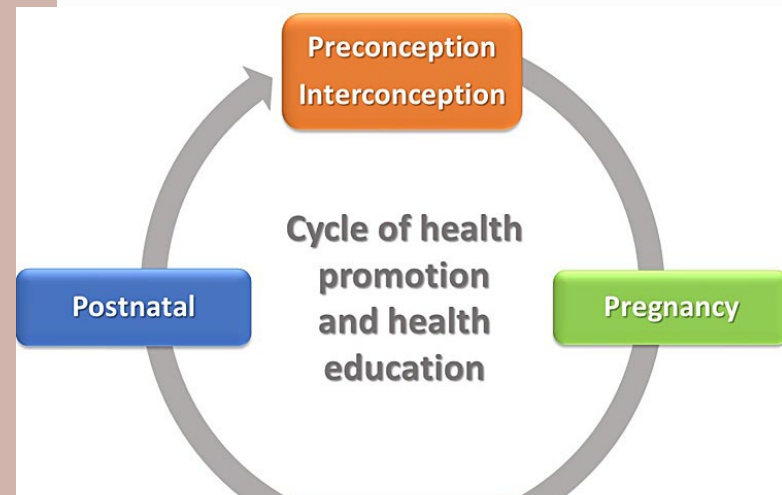 Preconception
Interconception
Cycle of health
promotion
and health
education
Postnatal
Pregnancy